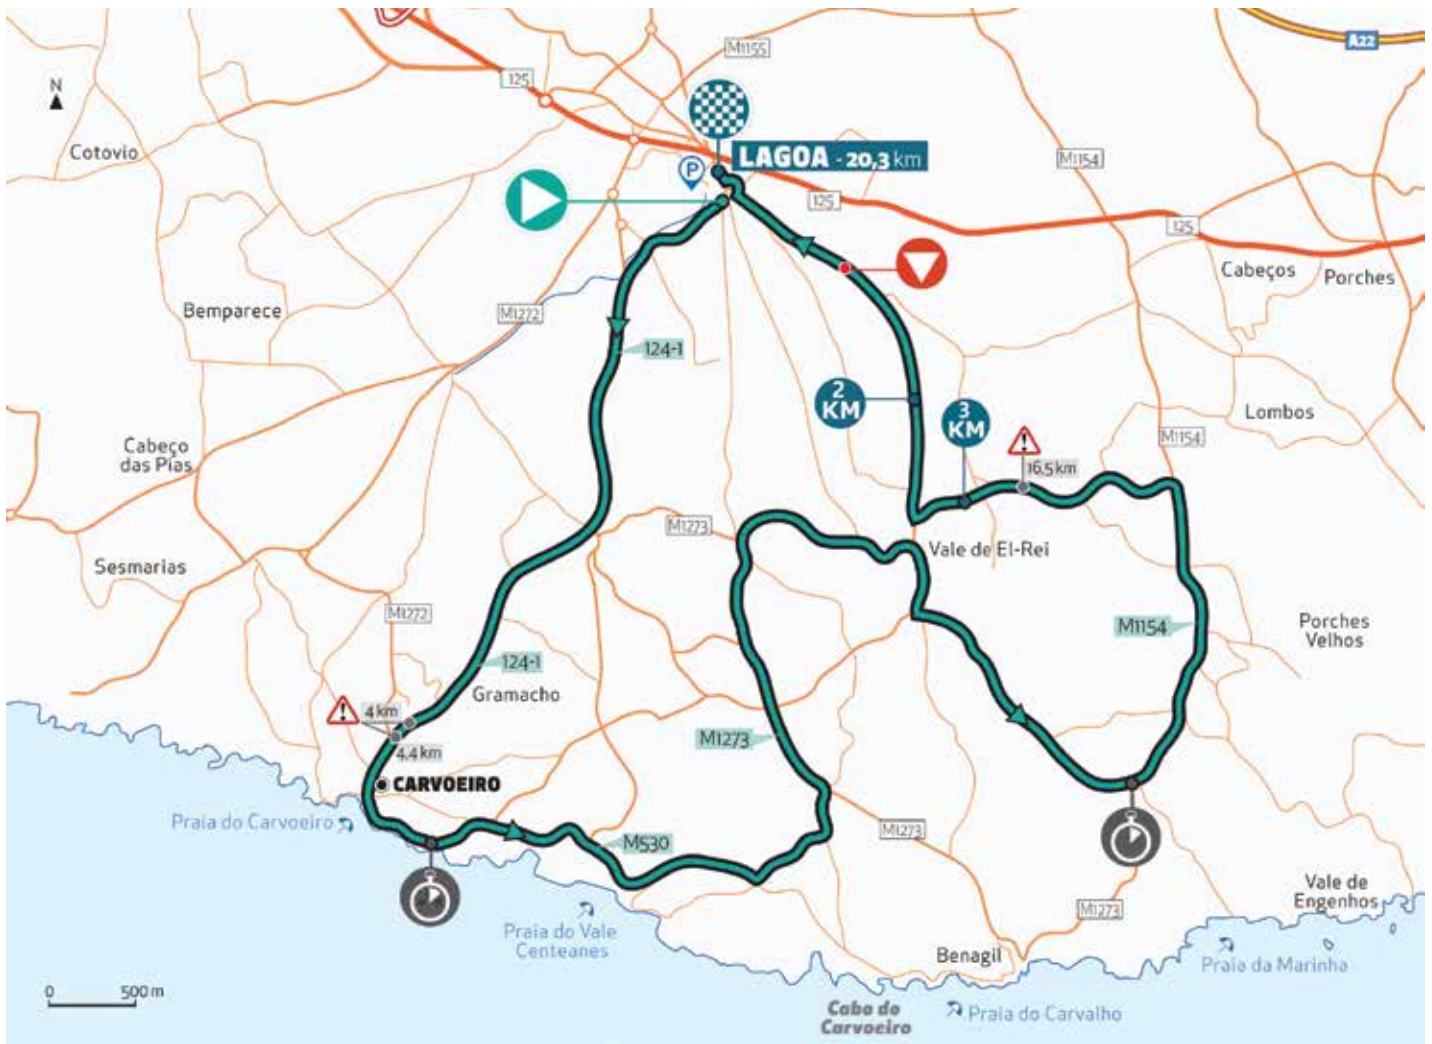 M1155
A22
125
N
Cotovio
LAGOA - 20,3 km
P
M1154
125
125
Cabeços
Porches
Bemparece
M1272
124-1
2
KM
3
KM
Lombos
M1154
Cabeço
das Pias
16,5 km
M1273
Vale de El-Rei
Sesmarias
M1272
M1154
Porches
Velhos
124-1
Gramacho
4 km
M1273
4,4 km
CARVOEIRO
Praia do Carvoeiro
M530
M1273
Vale de
Engenhos
M1273
Praia do Vale
Centeanes
Benagil
Praia da Marinha
0 500 m
Cabo do
Carvoeiro
Praia do Carvalho